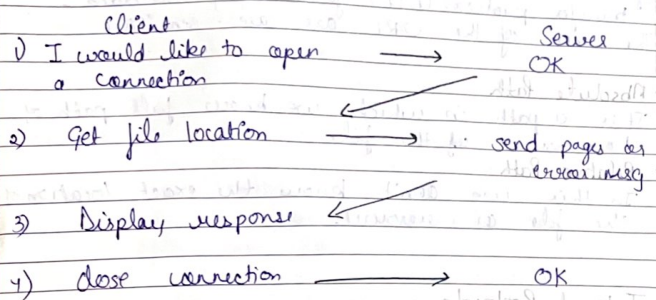 Client
Server
1) I would like to open → OK
a connection
2) Get file location → send pages or
error msg
3) Display response
4) close connection → OK